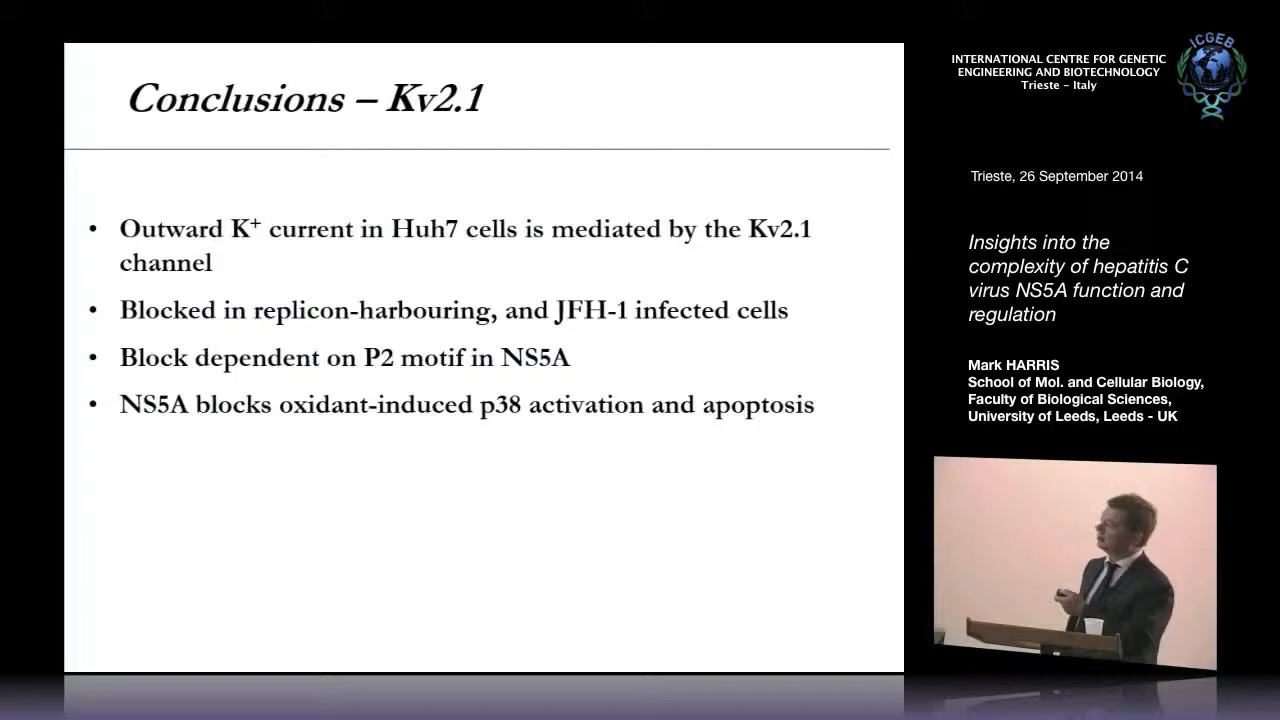 Conclusions – Kv2.1
• Outward K⁺ current in Huh7 cells is mediated by the Kv2.1
channel
• Blocked in replicon-harbouring, and JFH-1 infected cells
• Block dependent on P2 motif in NS5A
• NS5A blocks oxidant-induced p38 activation and apoptosis
INTERNATIONAL CENTRE FOR GENETIC
ENGINEERING AND BIOTECHNOLOGY
Trieste – Italy
ICGEB
Trieste, 26 September 2014
Insights into the
complexity of hepatitis C
virus NS5A function and
regulation
Mark HARRIS
School of Mol. and Cellular Biology,
Faculty of Biological Sciences,
University of Leeds, Leeds - UK